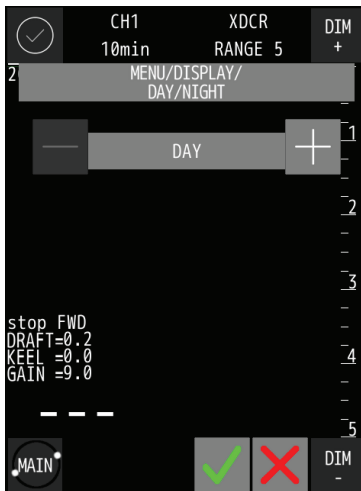 CH1 XDCR DIM
10min RANGE 5 +
2
MENU/DISPLAY/
DAY/NIGHT
1
DAY
2
3
stop FWD
DRAFT=0.2
KEEL =0.0
GAIN =9.0
4
– – –
5
MAIN
DIM
-